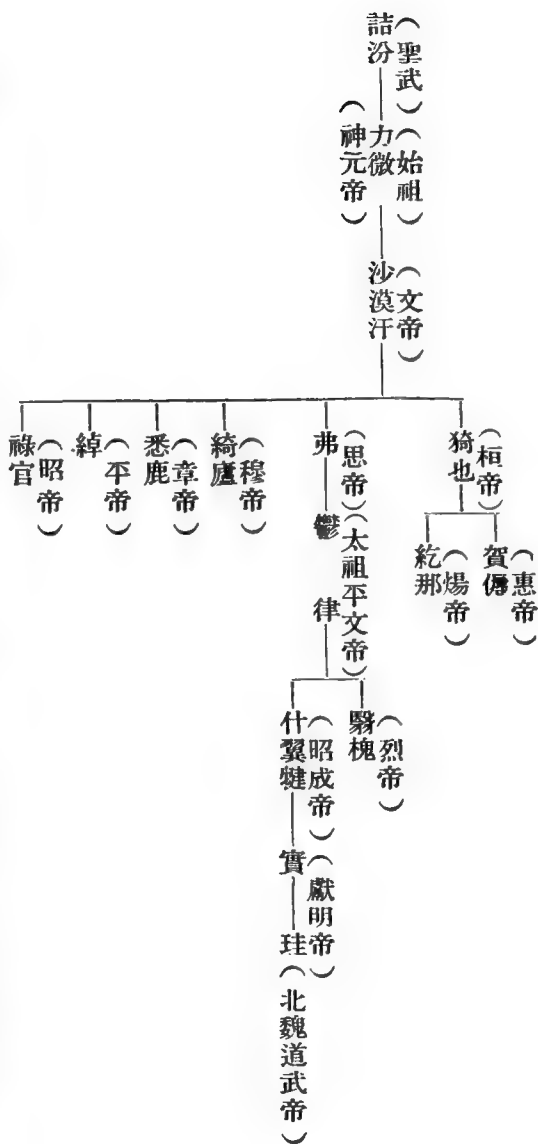 (聖武)
詰汾
(始祖)
力微
(神元帝)
(文帝)
沙漠汗
(桓帝)
猗也
(惠帝)
賀傉
(煬帝)
紇那
(思帝)
弗
(太祖平文帝)
鬱律
(烈帝)
翳槐
(昭成帝)
什翼犍
(獻明帝)
實
珪(北魏道武帝)
(穆帝)
綺廬
(章帝)
悉鹿
(平帝)
綽
(昭帝)
祿官